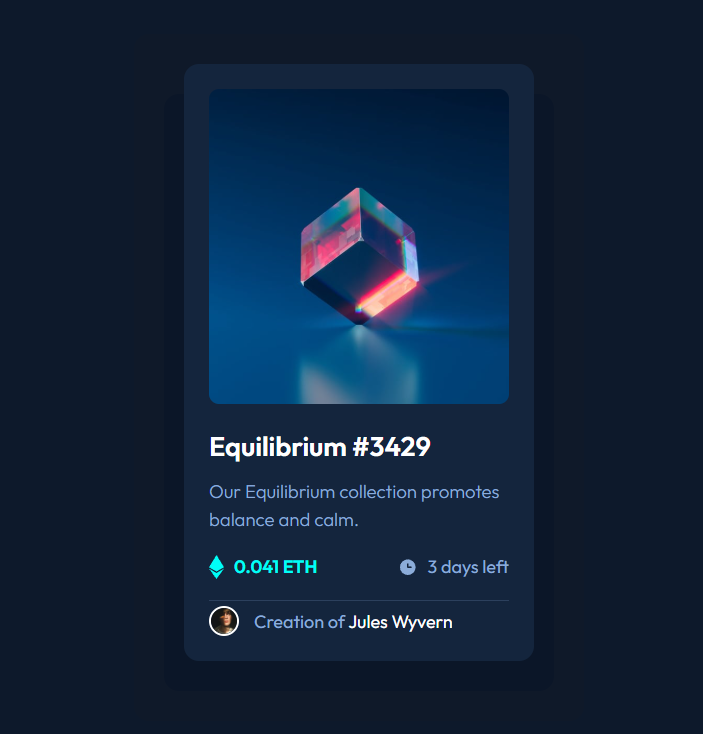 Equilibrium #3429
Our Equilibrium collection promotes
balance and calm.
0.041 ETH
3 days left
Creation of Jules Wyvern